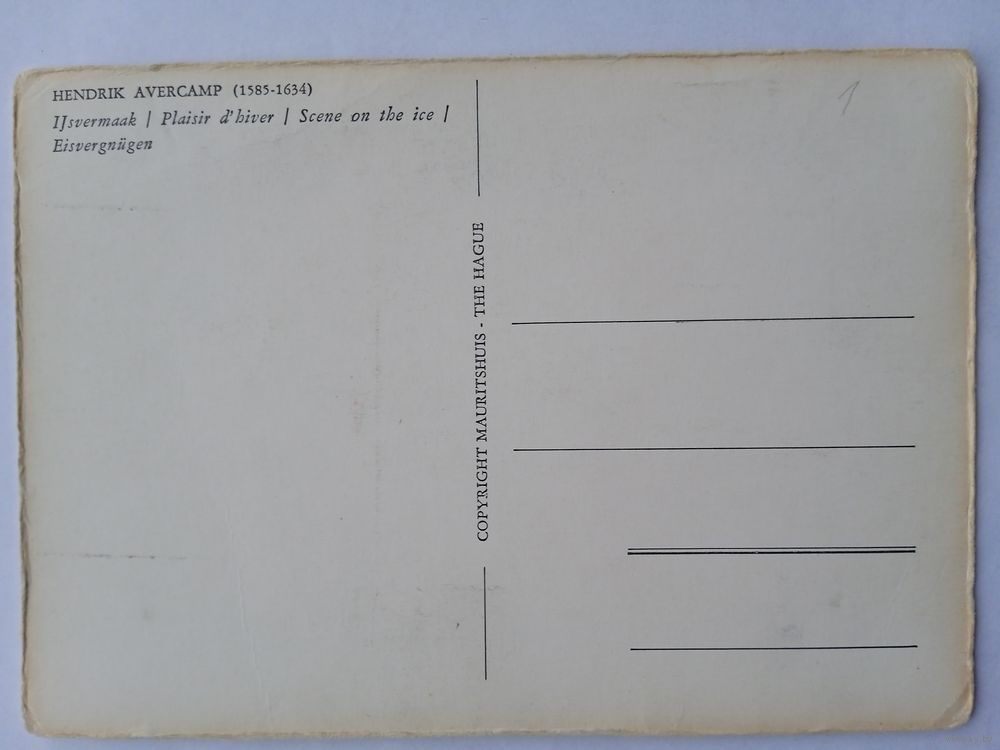 HENDRIK AVERCAMP (1585-1634)
IJsvermaak | Plaisir d'hiver | Scene on the ice |
Eisvergnügen
COPYRIGHT MAURITSHUIS - THE HAGUE
1